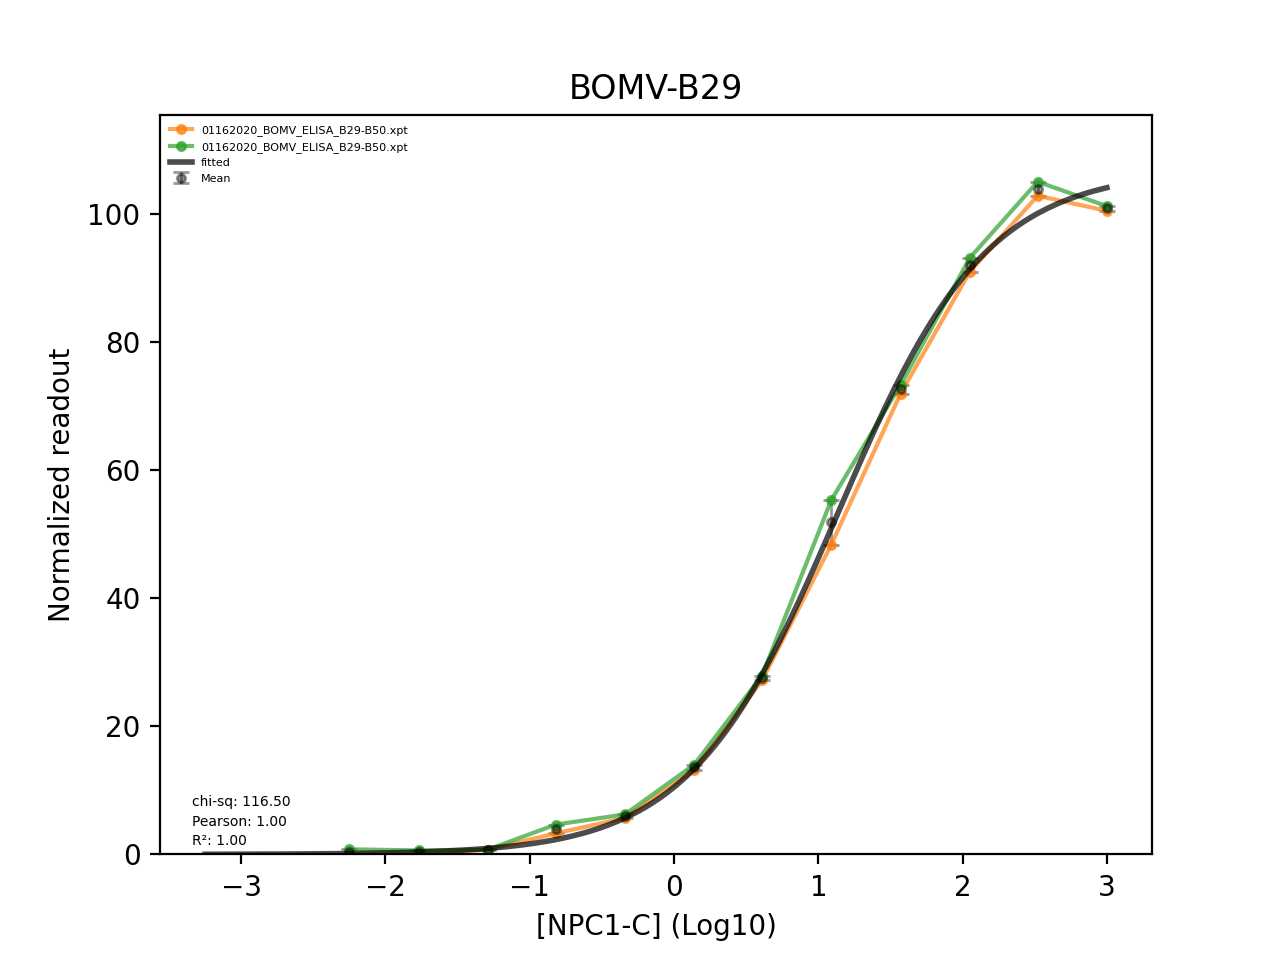 BOMV-B29
01162020_BOMV_ELISA_B29-B50.xpt
01162020_BOMV_ELISA_B29-B50.xpt
fitted
Mean
100
80
60
40
20
0
Normalized readout
chi-sq: 116.50
Pearson: 1.00
R²: 1.00
−3 −2 −1 0 1 2 3
[NPC1-C] (Log10)